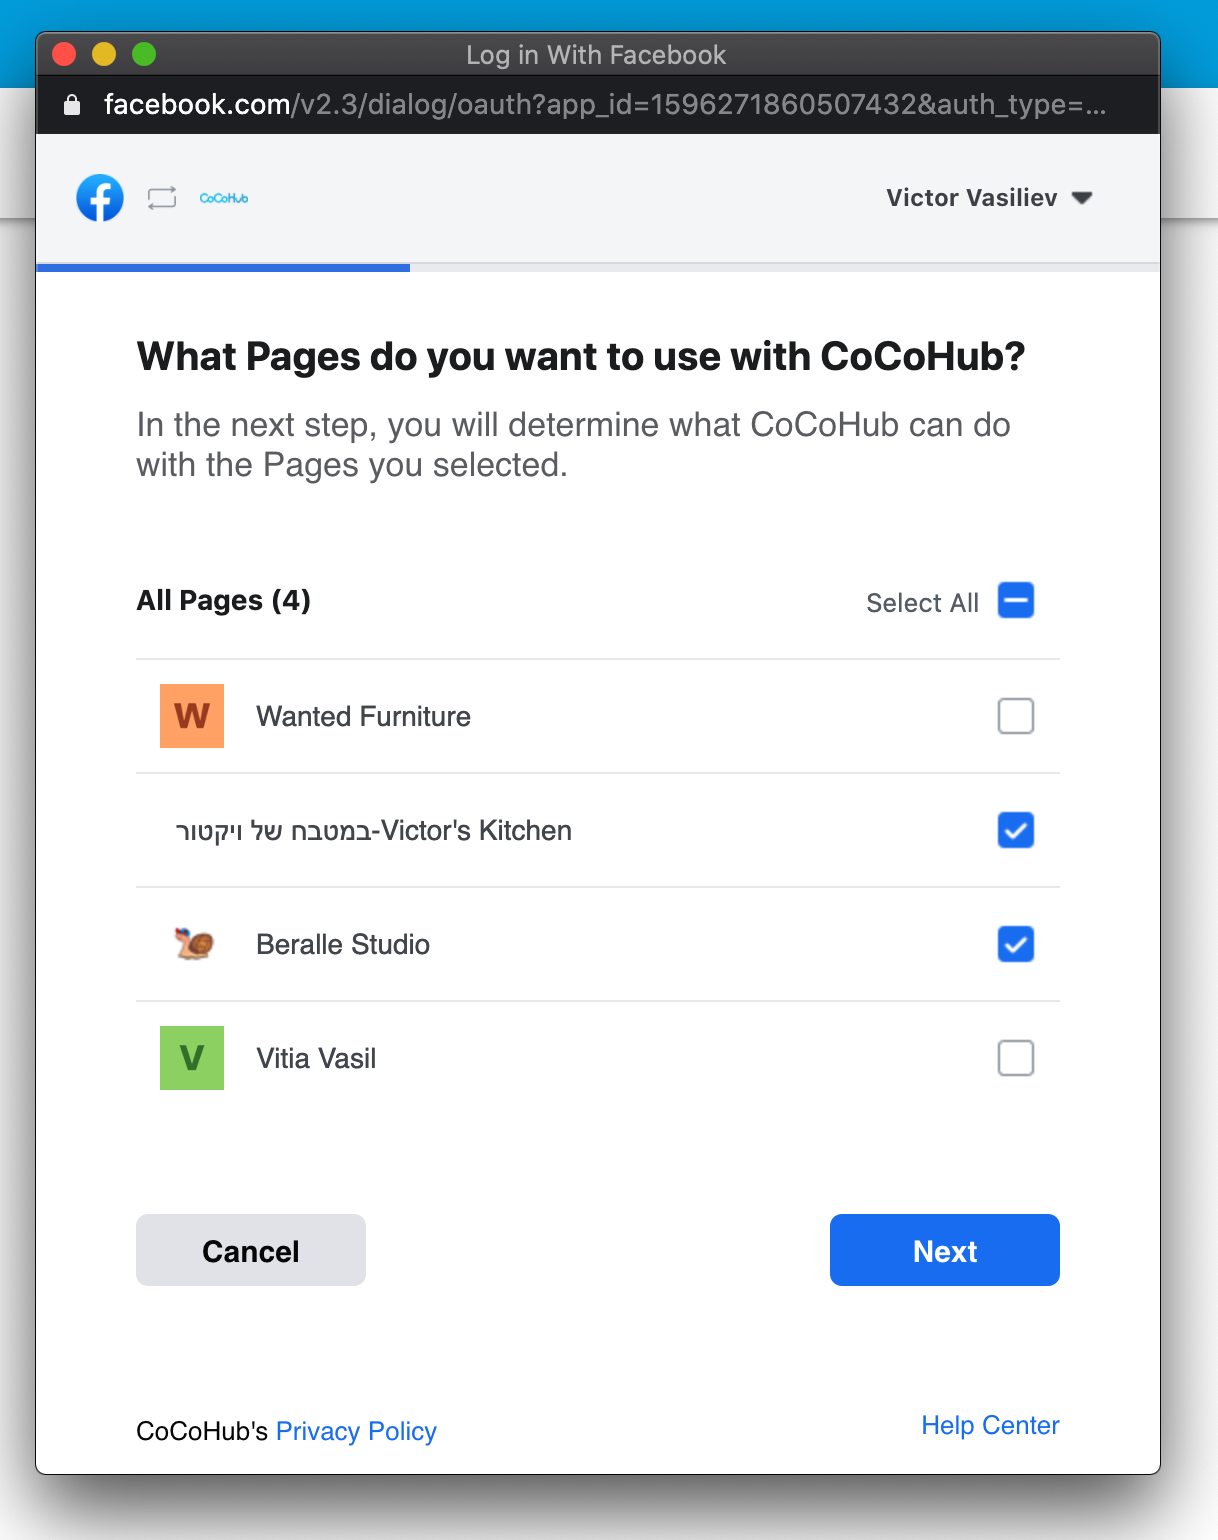 Log in With Facebook
facebook.com/v2.3/dialog/oauth?app_id=1596271860507432&auth_type=...
CoCoHub
Victor Vasiliev
What Pages do you want to use with CoCoHub?
In the next step, you will determine what CoCoHub can do
with the Pages you selected.
All Pages (4)
Select All
W
Wanted Furniture
במטבח של ויקטור-Victor's Kitchen
Beralle Studio
V
Vitia Vasil
Cancel
Next
CoCoHub's Privacy Policy
Help Center